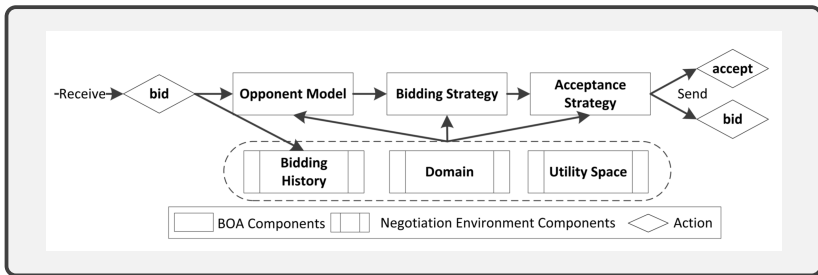 Receive
bid
Opponent Model
Bidding Strategy
Acceptance
Strategy
accept
Send
bid
Bidding
History
Domain
Utility Space
BOA Components
Negotiation Environment Components
Action